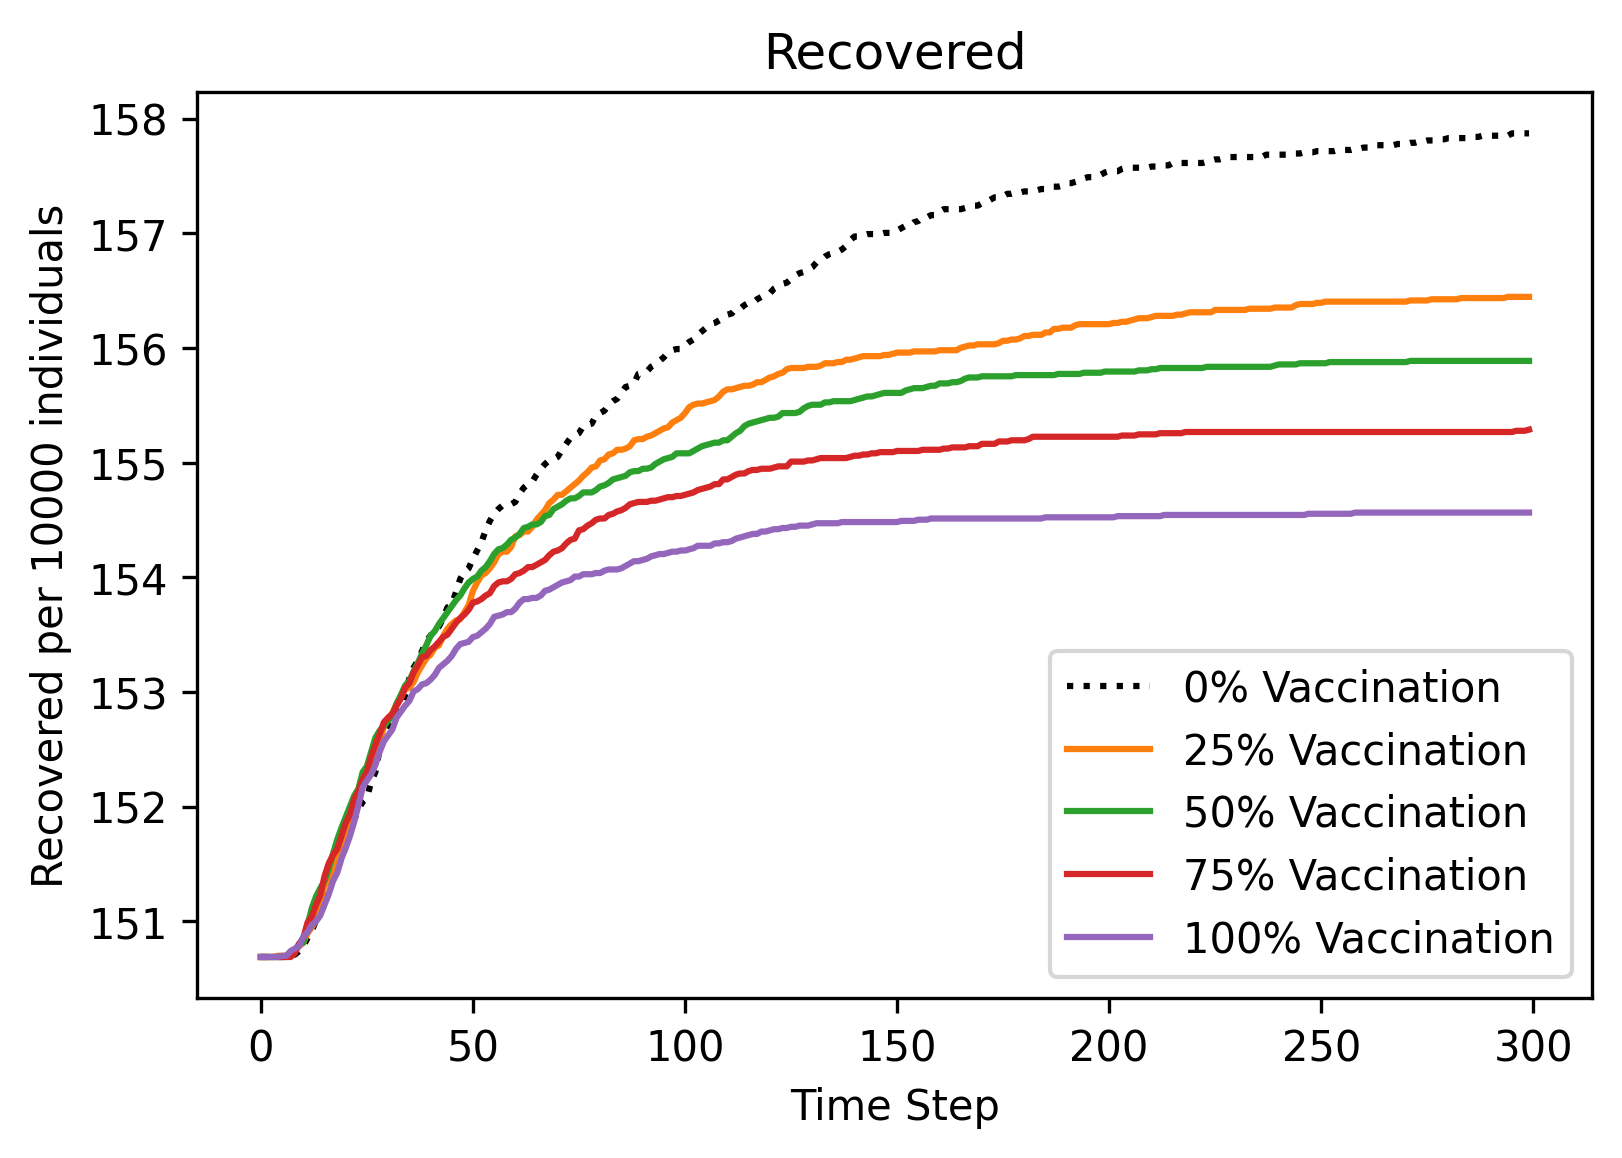 Recovered
158
157
156
155
154
153
152
151
Recovered per 10000 individuals
0% Vaccination
25% Vaccination
50% Vaccination
75% Vaccination
100% Vaccination
0 50 100 150 200 250 300
Time Step